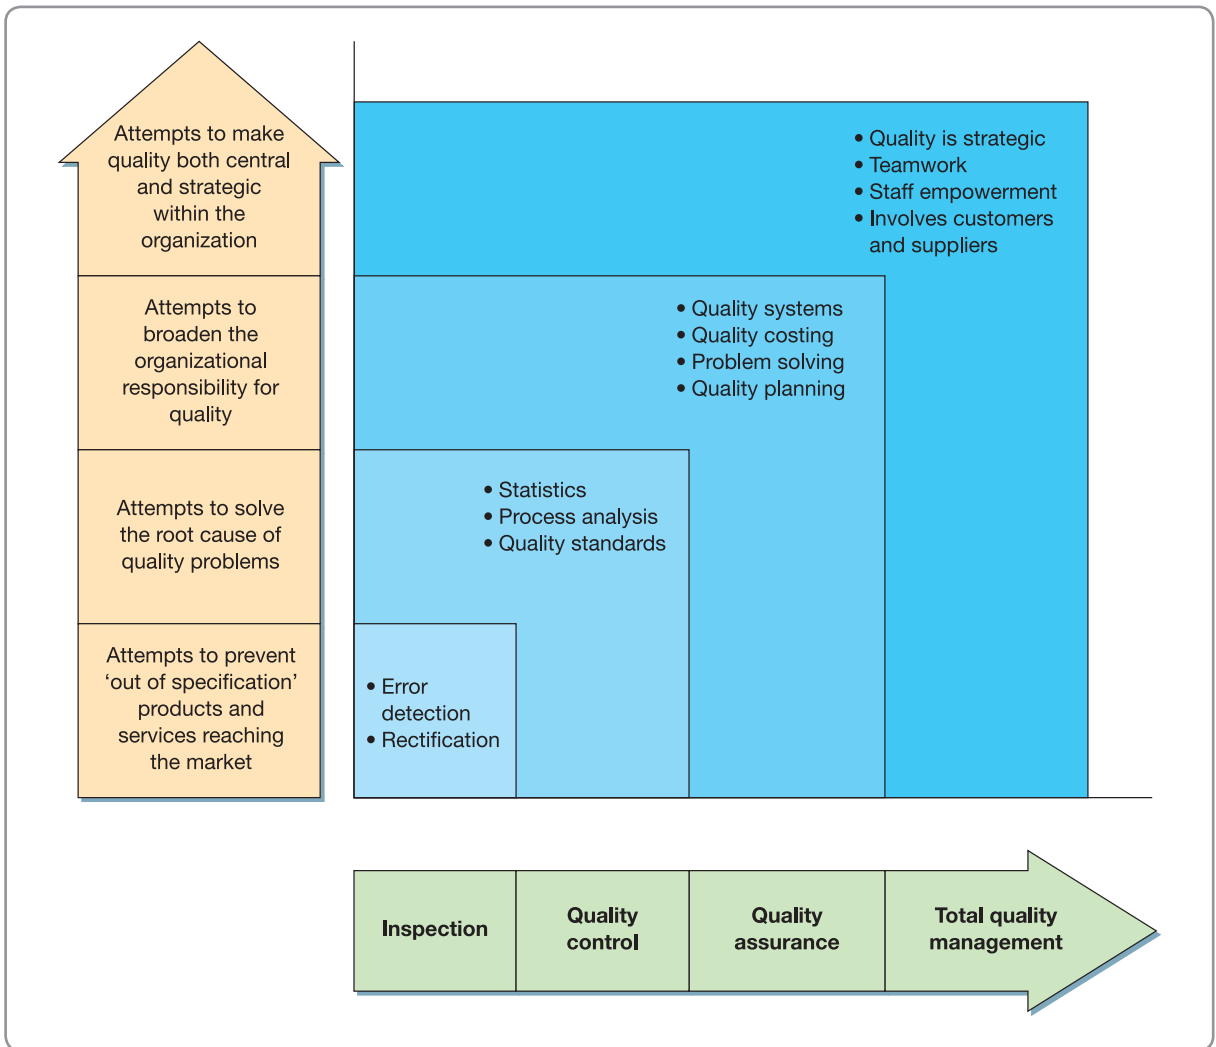 Attempts to make
quality both central
and strategic
within the
organization
Attempts to
broaden the
organizational
responsibility for
quality
Attempts to solve
the root cause of
quality problems
Attempts to prevent
‘out of specification’
products and
services reaching
the market
• Quality is strategic
• Teamwork
• Staff empowerment
• Involves customers
and suppliers
• Quality systems
• Quality costing
• Problem solving
• Quality planning
• Statistics
• Process analysis
• Quality standards
• Error
detection
• Rectification
Inspection
Quality
control
Quality
assurance
Total quality
management